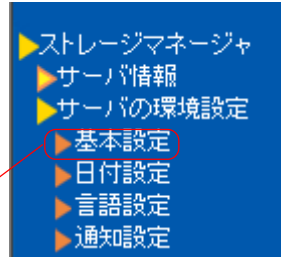 ストレージマネージャ
サーバ情報
サーバの環境設定
基本設定
日付設定
言語設定
通知設定